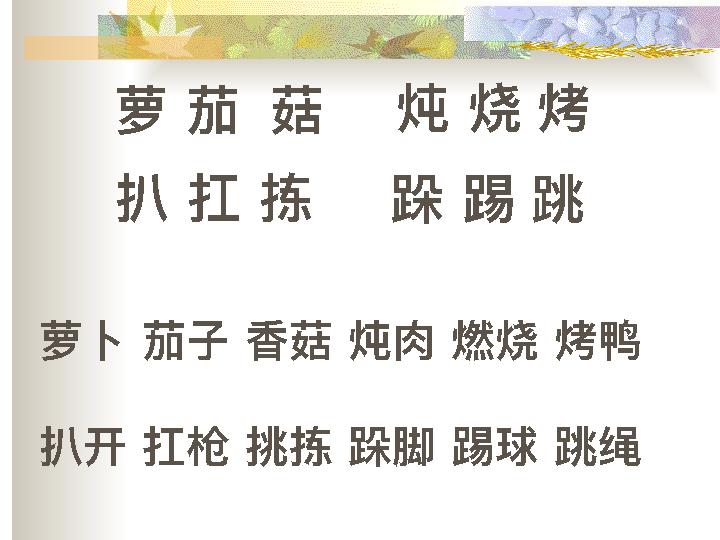 萝 茄 菇 炖 烧 烤
扒 扛 拣 跺 踢 跳
萝卜 茄子 香菇 炖肉 燃烧 烤鸭
扒开 扛枪 挑拣 跺脚 踢球 跳绳